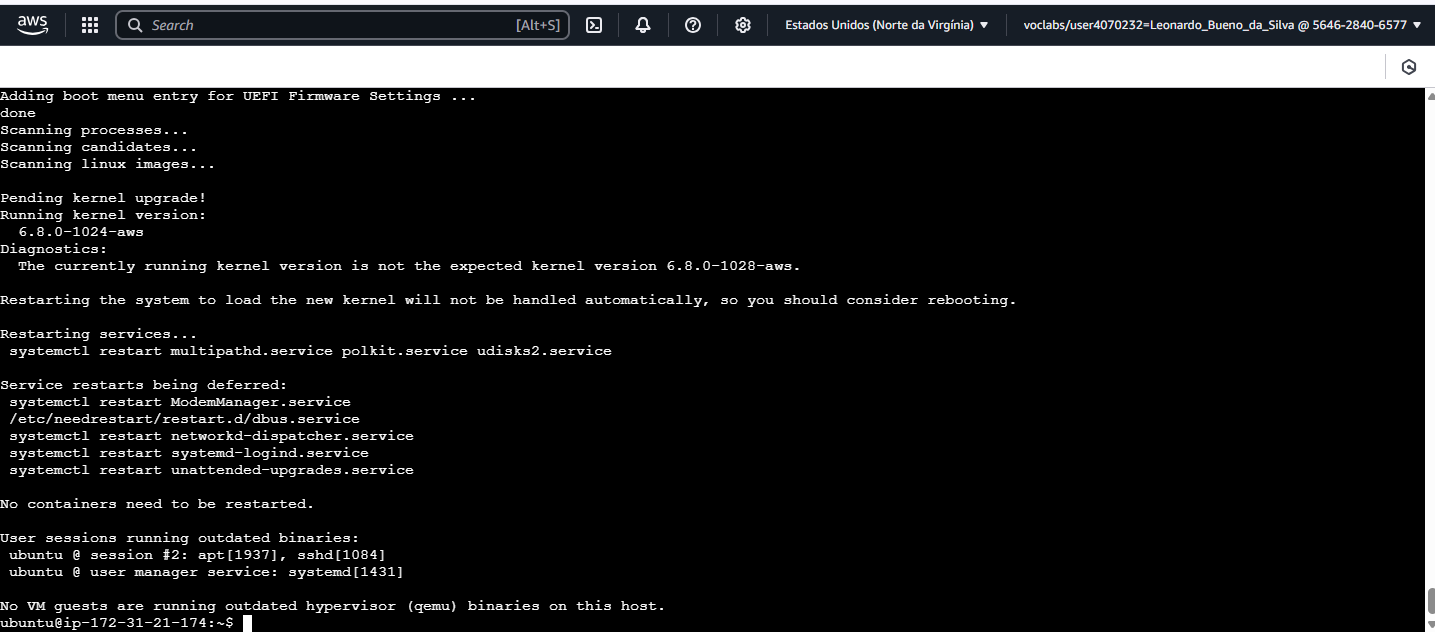 aws
Search [Alt+S] Estados Unidos (Norte da Virgínia) voclabs/user4070232=Leonardo_Bueno_da_Silva @ 5646-2840-6577
Adding boot menu entry for UEFI Firmware Settings ...
done
Scanning processes...
Scanning candidates...
Scanning linux images...
Pending kernel upgrade!
Running kernel version:
6.8.0-1024-aws
Diagnostics:
The currently running kernel version is not the expected kernel version 6.8.0-1028-aws.
Restarting the system to load the new kernel will not be handled automatically, so you should consider rebooting.
Restarting services...
systemctl restart multipathd.service polkit.service udisks2.service
Service restarts being deferred:
systemctl restart ModemManager.service
/etc/needrestart/restart.d/dbus.service
systemctl restart networkd-dispatcher.service
systemctl restart systemd-logind.service
systemctl restart unattended-upgrades.service
No containers need to be restarted.
User sessions running outdated binaries:
ubuntu @ session #2: apt[1937], sshd[1084]
ubuntu @ user manager service: systemd[1431]
No VM guests are running outdated hypervisor (qemu) binaries on this host.
ubuntu@ip-172-31-21-174:~$